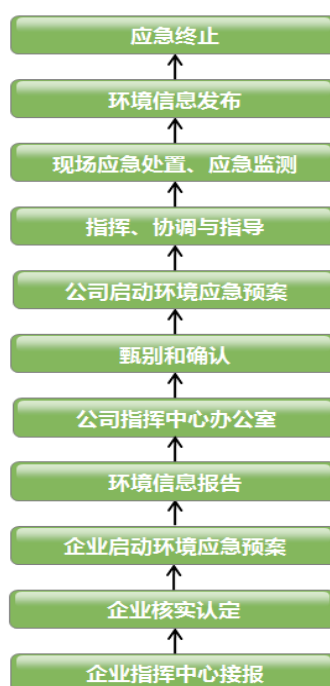 应急终止
环境信息发布
现场应急处置、应急监测
指挥、协调与指导
公司启动环境应急预案
甄别和确认
公司指挥中心办公室
环境信息报告
企业启动环境应急预案
企业核实认定
企业指挥中心接报